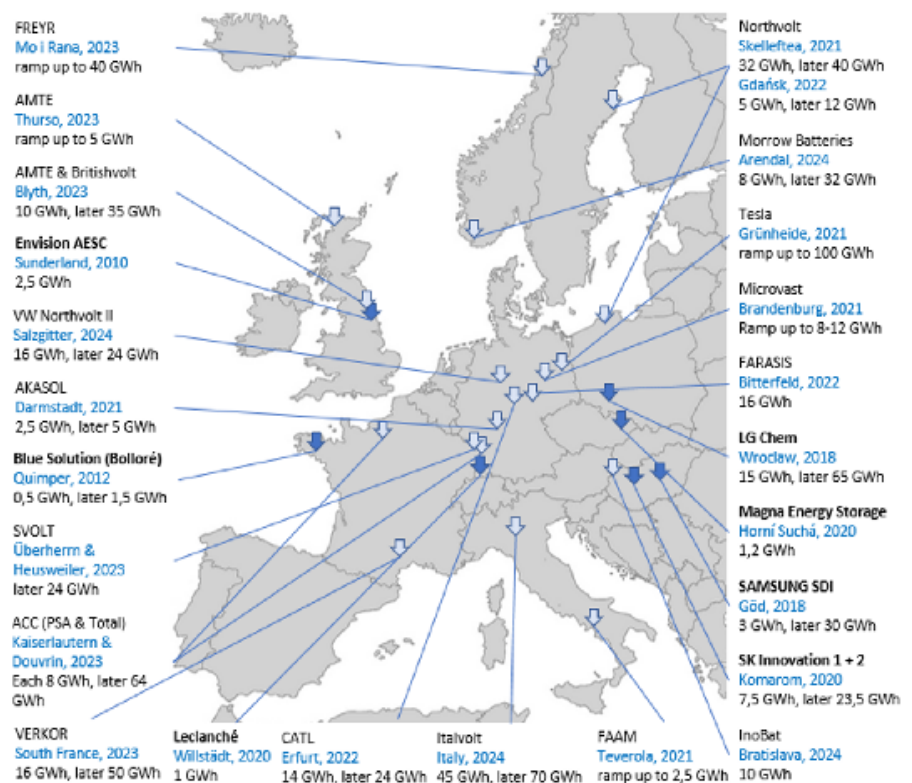 FREYR
Mo i Rana, 2023
ramp up to 40 GWh
AMTE
Thurso, 2023
ramp up to 5 GWh
AMTE & Britishvolt
Blyth, 2023
10 GWh, later 35 GWh
Envision AESC
Sunderland, 2010
2,5 GWh
VW Northvolt II
Salzgitter, 2024
16 GWh, later 24 GWh
AKASOL
Darmstadt, 2021
2,5 GWh, later 5 GWh
Blue Solution (Bolloré)
Quimper, 2012
0,5 GWh, later 1,5 GWh
SVOLT
Überherrn &
Heusweiler, 2023
later 24 GWh
ACC (PSA & Total)
Kaiserlautern &
Douvrin, 2023
Each 8 GWh, later 64
GWh
VERKOR
South France, 2023
16 GWh, later 50 GWh
Leclanché
Willstädt, 2020
1 GWh
CATL
Erfurt, 2022
14 GWh, later 24 GWh
Italvolt
Italy, 2024
45 GWh, later 70 GWh
FAAM
Teverola, 2021
ramp up to 2,5 GWh
Northvolt
Skelleftea, 2021
32 GWh, later 40 GWh
Gdańsk, 2022
5 GWh, later 12 GWh
Morrow Batteries
Arendal, 2024
8 GWh, later 32 GWh
Tesla
Grünheide, 2021
ramp up to 100 GWh
Microvast
Brandenburg, 2021
Ramp up to 8-12 GWh
FARASIS
Bitterfeld, 2022
16 GWh
LG Chem
Wroclaw, 2018
15 GWh, later 65 GWh
Magna Energy Storage
Horní Suchá, 2020
1,2 GWh
SAMSUNG SDI
Göd, 2018
3 GWh, later 30 GWh
SK Innovation 1 + 2
Komarom, 2020
7,5 GWh, later 23,5 GWh
InoBat
Bratislava, 2024
10 GWh